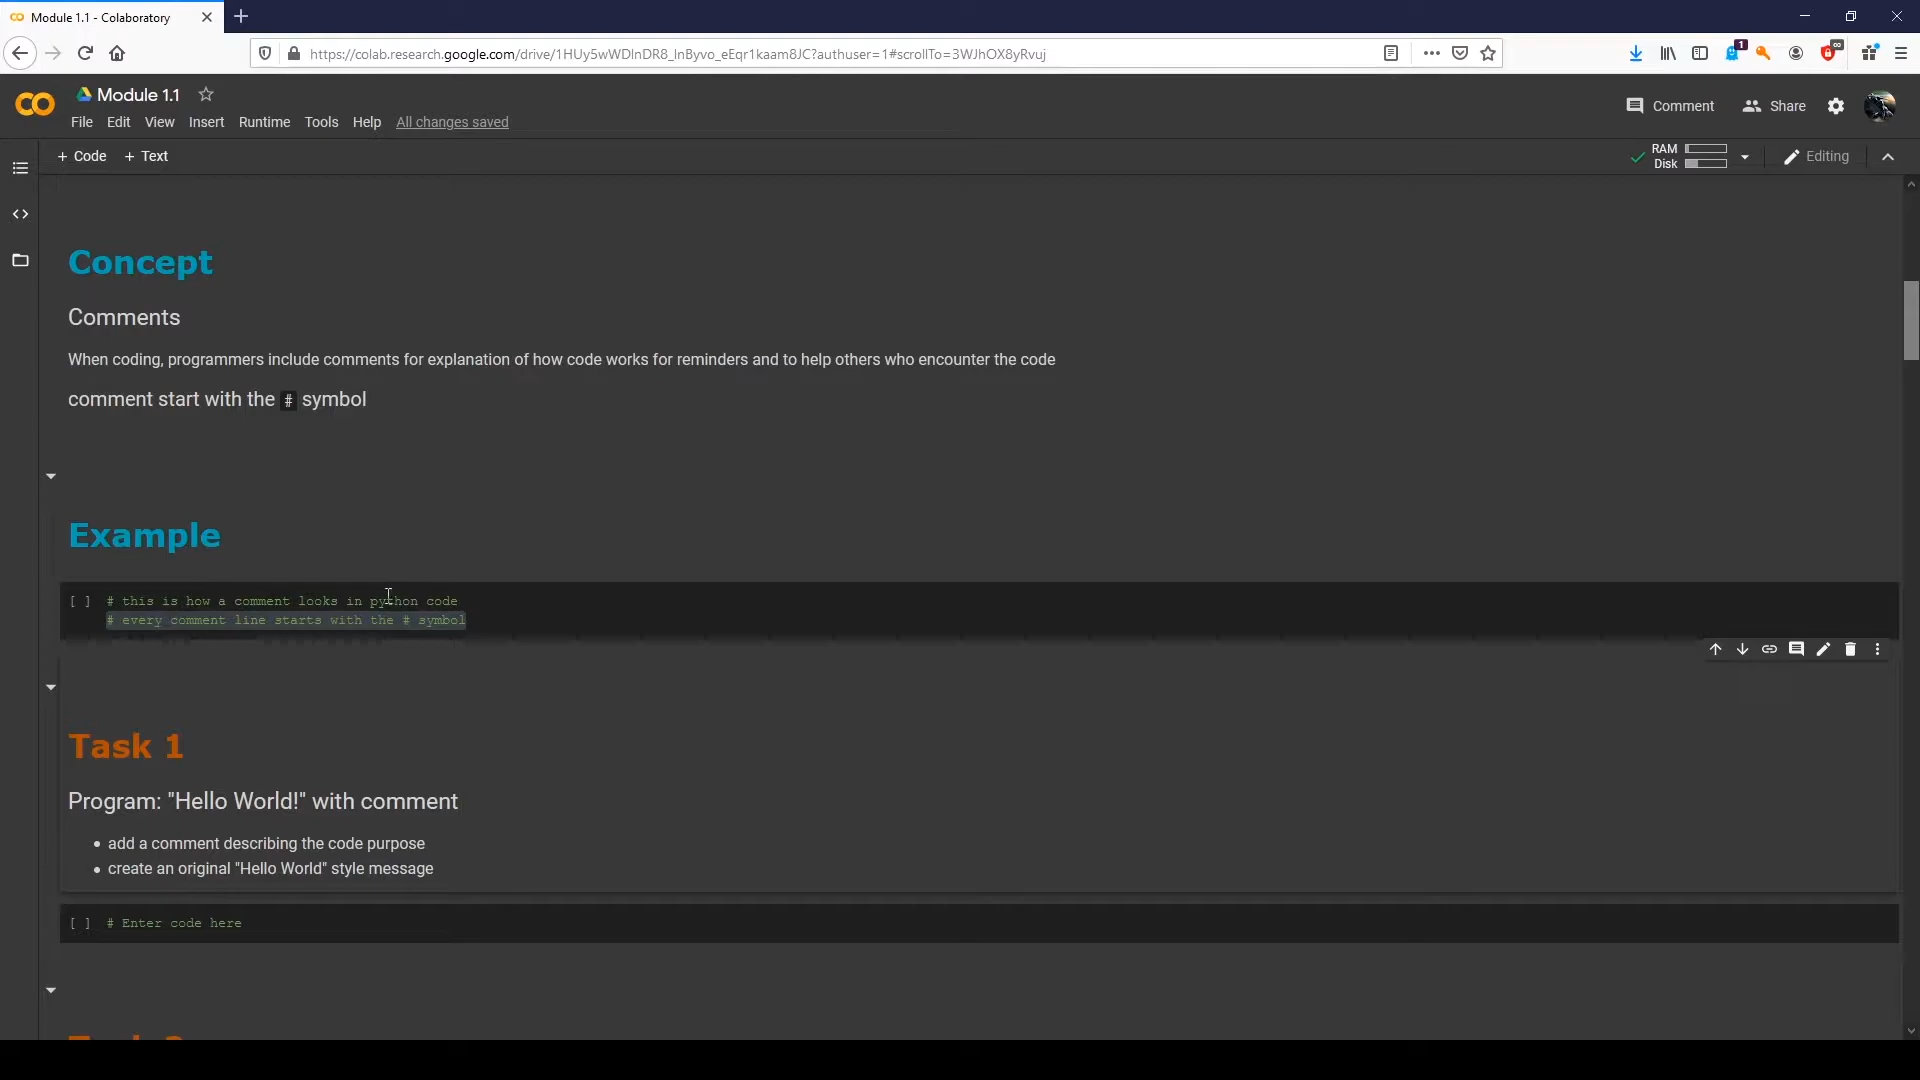 Module 1.1 - Colaboratory
https://colab.research.google.com/drive/1HUy5wWDlnDR8_lnByvo_eEqr1kaam8JC?authuser=1#scrollTo=3WJhOX8yRvuj
1
∞
CO Module 1.1
Comment Share
File Edit View Insert Runtime Tools Help All changes saved
+ Code + Text
RAM
Disk
Editing
Concept
Comments
When coding, programmers include comments for explanation of how code works for reminders and to help others who encounter the code
comment start with the # symbol
Example
[ ] # this is how a comment looks in python code
# every comment line starts with the # symbol
Task 1
Program: "Hello World!" with comment
• add a comment describing the code purpose
• create an original "Hello World" style message
[ ] # Enter code here